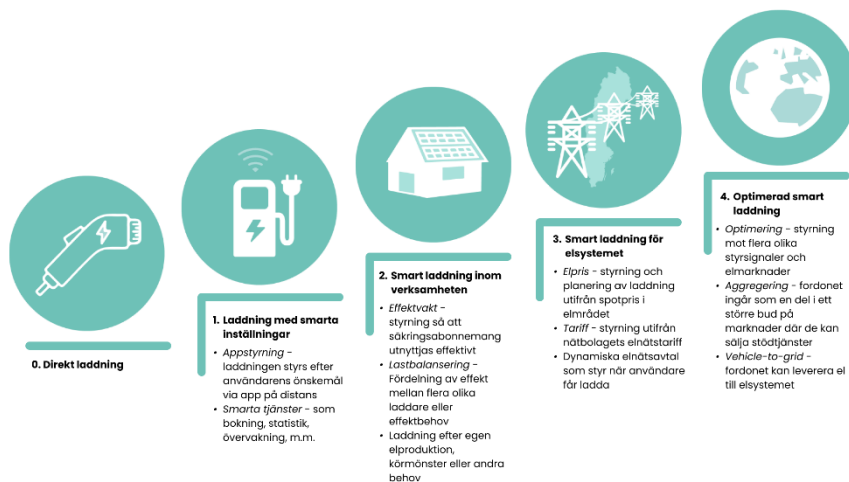 0. Direkt laddning
1. Laddning med smarta
inställningar
• Appstyrning -
laddningen styrs efter
användarens önskemål
via app på distans
• Smarta tjänster - som
bokning, statistik,
övervakning, m.m.
2. Smart laddning inom
verksamheten
• Effektvakt -
styrning så att
säkringsabonnemang
utnyttjas effektivt
• Lastbalansering -
Fördelning av effekt
mellan flera olika
laddare eller
effektbehov
• Laddning efter egen
elproduktion,
körmönster eller andra
behov
3. Smart laddning för
elsystemet
• Elpris - styrning och
planering av laddning
utifrån spotpris i
elområdet
• Tariff - styrning utifrån
nätbolagets elnätstariff
• Dynamiska elnätsavtal
som styr när användare
får ladda
4. Optimerad smart
laddning
• Optimering - styrning
mot flera olika
styrsignaler och
elmarknader
• Aggregering - fordonet
ingår som en del i ett
större bud på
marknader där de kan
sälja stödtjänster
• Vehicle-to-grid -
fordonet kan leverera el
till elsystemet